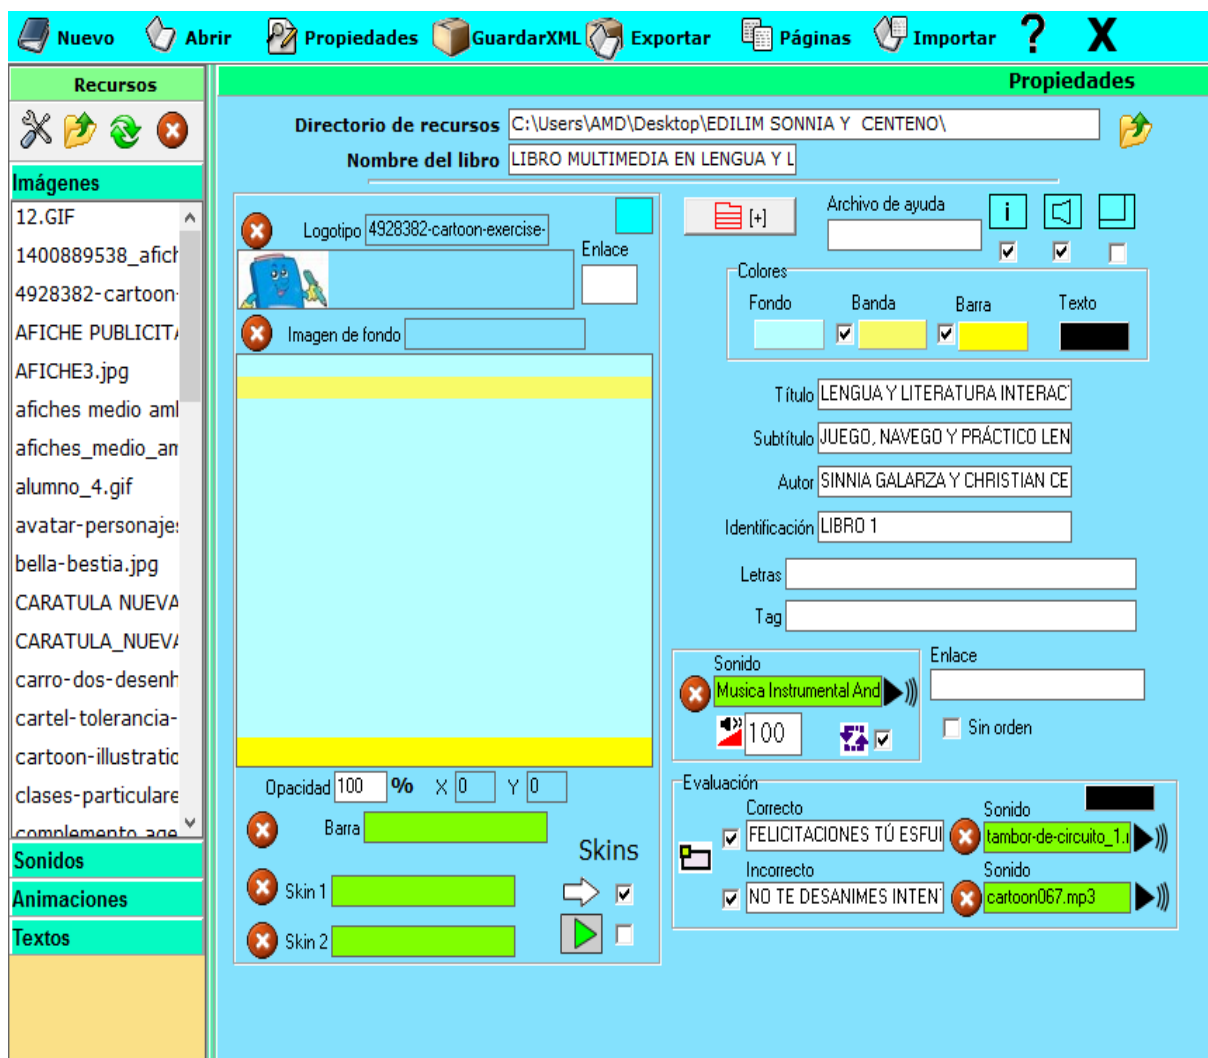 Nuevo Abrir Propiedades GuardarXML Exportar Páginas Importar ? X
Recursos
Propiedades
Directorio de recursos C:\Users\AMD\Desktop\EDILIM SONNIA Y  CENTENO\
Nombre del libro LIBRO MULTIMEDIA EN LENGUA Y L
Imágenes
12.GIF
1400889538_afich
4928382-cartoon-
AFICHE PUBLICITA
AFICHE3.jpg
afiches medio aml
afiches_medio_am
alumno_4.gif
avatar-personajes
bella-bestia.jpg
CARATULA NUEVA
CARATULA_NUEVA
carro-dos-desenh
cartel-tolerancia-
cartoon-illustratio
clases-particulare
complemento age
Sonidos
Animaciones
Textos
Logotipo 4928382-cartoon-exercise-
Enlace
Imagen de fondo
Opacidad 100 % X 0 Y 0
Barra
Skins
Skin 1
Skin 2
[+]
Archivo de ayuda
i
Colores
Fondo Banda Barra Texto
Título LENGUA Y LITERATURA INTERAC
Subtítulo JUEGO, NAVEGO Y PRÁCTICO LEN
Autor SINNIA GALARZA Y CHRISTIAN CE
Identificación LIBRO 1
Letras
Tag
Sonido
Musica Instrumental And
100
Enlace
Sin orden
Evaluación
Correcto Sonido
FELICITACIONES TÚ ESFUI tambor-de-circuito_1.
Incorrecto Sonido
NO TE DESANIMES INTEN cartoon067.mp3